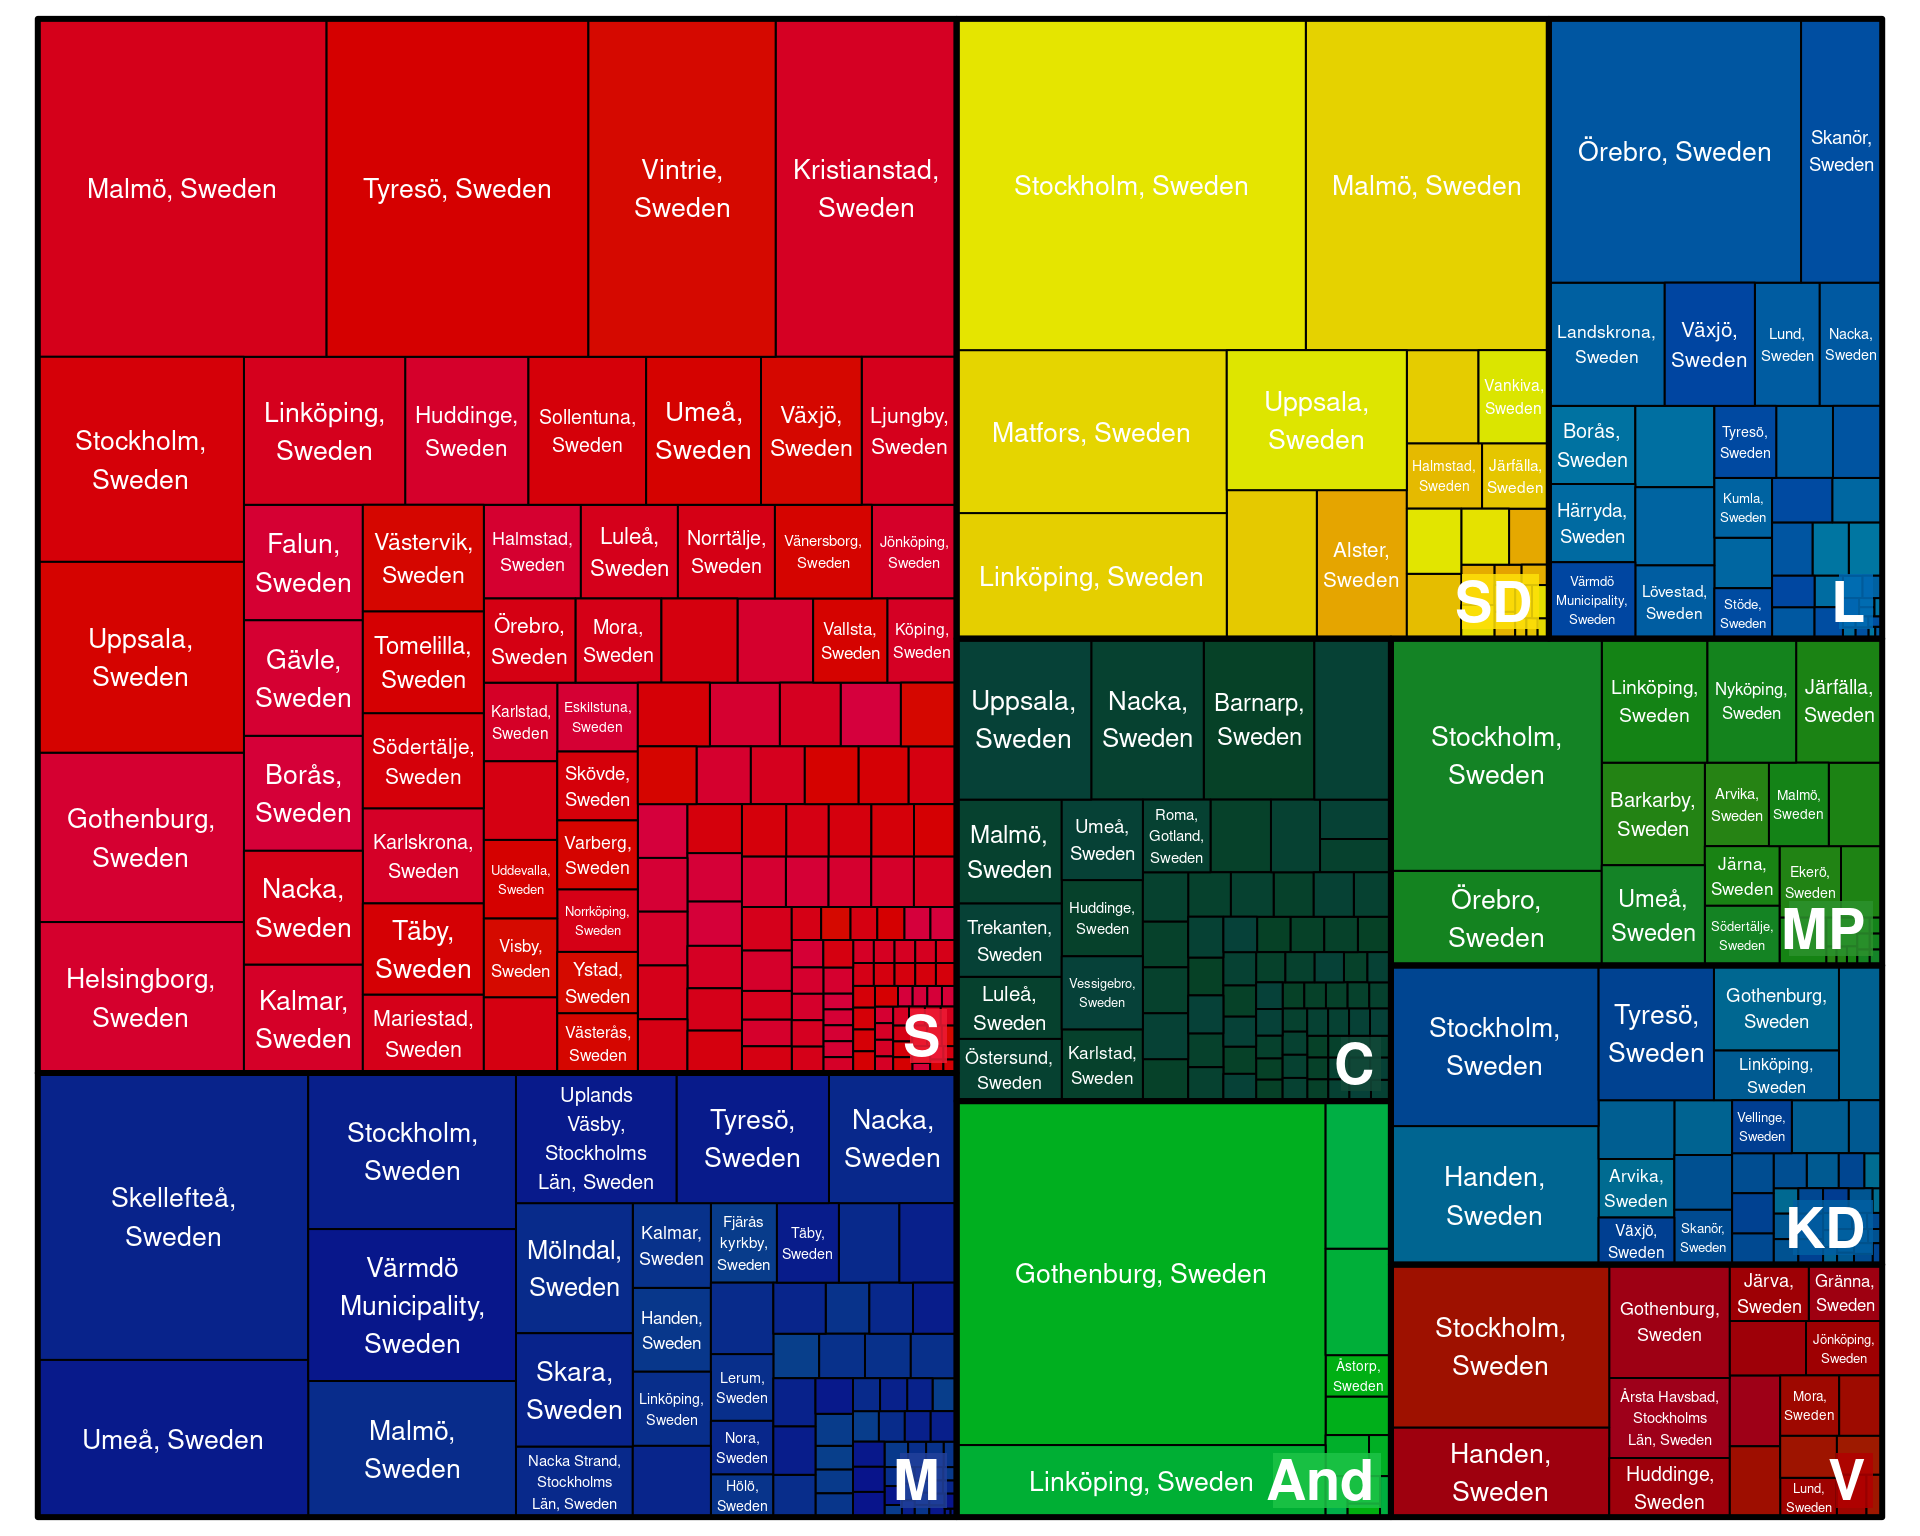 Malmö, Sweden
Tyresö, Sweden
Vintrie,
Sweden
Kristianstad,
Sweden
Stockholm,
Sweden
Uppsala,
Sweden
Gothenburg,
Sweden
Helsingborg,
Sweden
Linköping,
Sweden
Huddinge,
Sweden
Sollentuna,
Sweden
Umeå,
Sweden
Växjö,
Sweden
Ljungby,
Sweden
Falun,
Sweden
Gävle,
Sweden
Borås,
Sweden
Nacka,
Sweden
Kalmar,
Sweden
Västervik,
Sweden
Tomelilla,
Sweden
Södertälje,
Sweden
Karlskrona,
Sweden
Täby,
Sweden
Mariestad,
Sweden
Halmstad,
Sweden
Luleå,
Sweden
Norrtälje,
Sweden
Vänersborg,
Sweden
Jönköping,
Sweden
Örebro,
Sweden
Mora,
Sweden
Vallsta,
Sweden
Köping,
Sweden
Karlstad,
Sweden
Eskilstuna,
Sweden
Skövde,
Sweden
Uddevalla,
Sweden
Varberg,
Sweden
Visby,
Sweden
Norrköping,
Sweden
Ystad,
Sweden
Västerås,
Sweden
S
Skellefteå,
Sweden
Umeå, Sweden
Stockholm,
Sweden
Värmdö
Municipality,
Sweden
Malmö,
Sweden
Uplands
Väsby,
Stockholms
Län, Sweden
Tyresö,
Sweden
Nacka,
Sweden
Mölndal,
Sweden
Skara,
Sweden
Nacka Strand,
Stockholms
Län, Sweden
Kalmar,
Sweden
Handen,
Sweden
Linköping,
Sweden
Fjärås
kyrkby,
Sweden
Täby,
Sweden
Lerum,
Sweden
Nora,
Sweden
Hölö,
Sweden
M
Stockholm, Sweden
Malmö, Sweden
Matfors, Sweden
Linköping, Sweden
Uppsala,
Sweden
Alster,
Sweden
Vankiva,
Sweden
Halmstad,
Sweden
Järfälla,
Sweden
SD
Örebro, Sweden
Skanör,
Sweden
Landskrona,
Sweden
Växjö,
Sweden
Lund,
Sweden
Nacka,
Sweden
Borås,
Sweden
Härryda,
Sweden
Värmdö
Municipality,
Sweden
Lövestad,
Sweden
Tyresö,
Sweden
Kumla,
Sweden
Stöde,
Sweden
L
Uppsala,
Sweden
Nacka,
Sweden
Barnarp,
Sweden
Malmö,
Sweden
Trekanten,
Sweden
Luleå,
Sweden
Östersund,
Sweden
Umeå,
Sweden
Huddinge,
Sweden
Vessigebro,
Sweden
Karlstad,
Sweden
Roma,
Gotland,
Sweden
C
Gothenburg, Sweden
Linköping, Sweden
Åstorp,
Sweden
And
Stockholm,
Sweden
Örebro,
Sweden
Linköping,
Sweden
Nyköping,
Sweden
Järfälla,
Sweden
Barkarby,
Sweden
Umeå,
Sweden
Arvika,
Sweden
Malmö,
Sweden
Järna,
Sweden
Ekerö,
Sweden
Södertälje,
Sweden
MP
Stockholm,
Sweden
Handen,
Sweden
Tyresö,
Sweden
Gothenburg,
Sweden
Linköping,
Sweden
Arvika,
Sweden
Växjö,
Sweden
Vellinge,
Sweden
Skanör,
Sweden
KD
Stockholm,
Sweden
Handen,
Sweden
Gothenburg,
Sweden
Årsta Havsbad,
Stockholms
Län, Sweden
Huddinge,
Sweden
Järva,
Sweden
Gränna,
Sweden
Jönköping,
Sweden
Mora,
Sweden
Lund,
Sweden
V